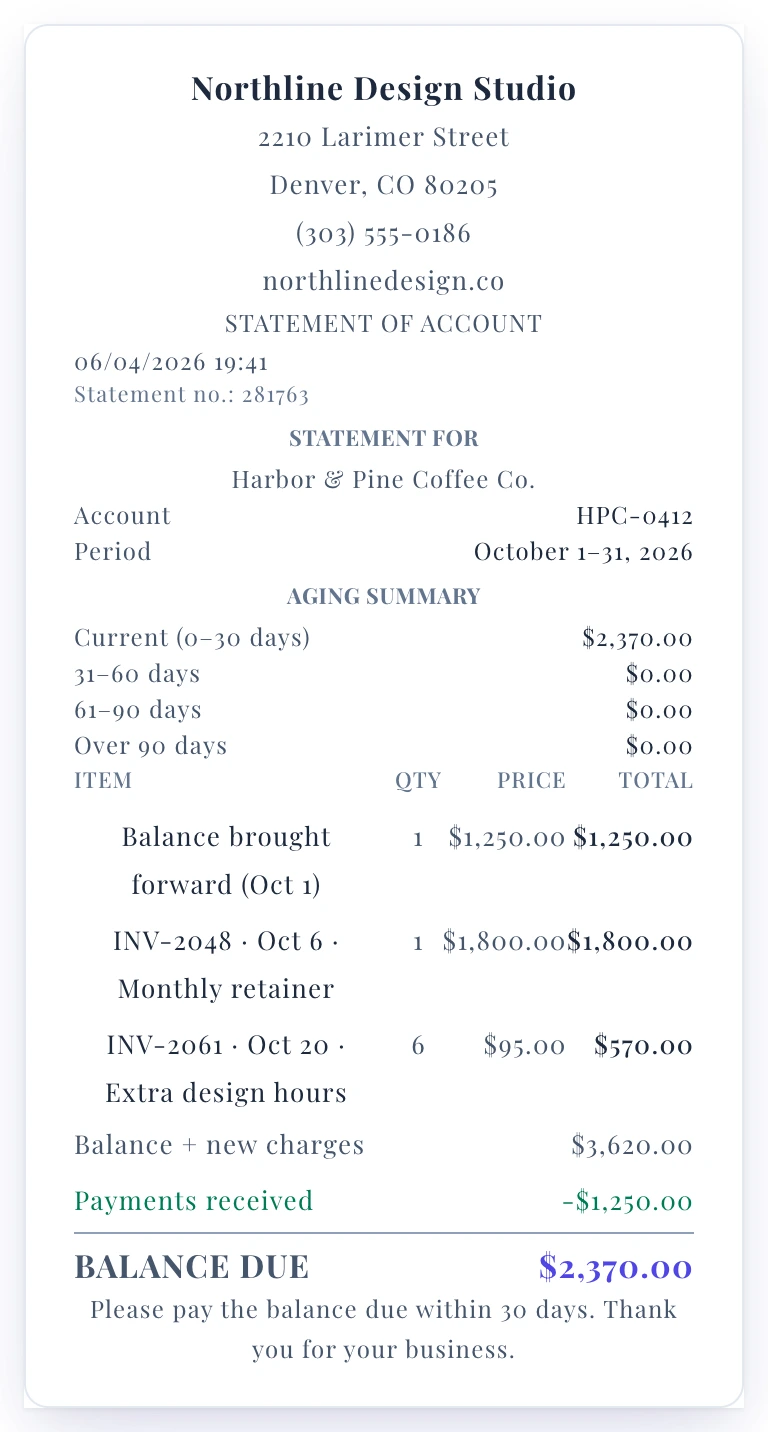 Northline Design Studio
2210 Larimer Street
Denver, CO 80205
(303) 555-0186
northlinedesign.co
STATEMENT OF ACCOUNT
06/04/2026 19:41
Statement no.: 281763
STATEMENT FOR
Harbor & Pine Coffee Co.
Account HPC-0412
Period October 1–31, 2026
AGING SUMMARY
Current (0–30 days) $2,370.00
31–60 days $0.00
61–90 days $0.00
Over 90 days $0.00
ITEM QTY PRICE TOTAL
Balance brought 1 $1,250.00 $1,250.00
forward (Oct 1)
INV-2048 · Oct 6 · 1 $1,800.00 $1,800.00
Monthly retainer
INV-2061 · Oct 20 · 6 $95.00 $570.00
Extra design hours
Balance + new charges $3,620.00
Payments received -$1,250.00
BALANCE DUE $2,370.00
Please pay the balance due within 30 days. Thank
you for your business.